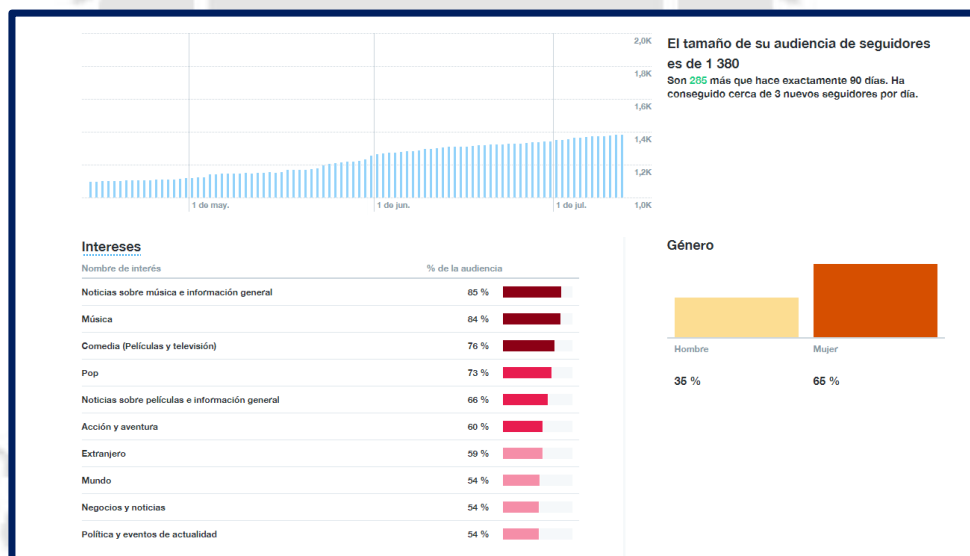 2,0K
1,8K
1,6K
1,4K
1,2K
1,0K
1 de may.
1 de jun.
1 de jul.
El tamaño de su audiencia de seguidores
es de 1 380
Son 285 más que hace exactamente 90 días. Ha
conseguido cerca de 3 nuevos seguidores por día.
Intereses
Nombre de interés % de la audiencia
Noticias sobre música e información general 85 %
Música 84 %
Comedia (Películas y televisión) 76 %
Pop 73 %
Noticias sobre películas e información general 66 %
Acción y aventura 60 %
Extranjero 59 %
Mundo 54 %
Negocios y noticias 54 %
Política y eventos de actualidad 54 %
Género
Hombre Mujer
35 % 65 %